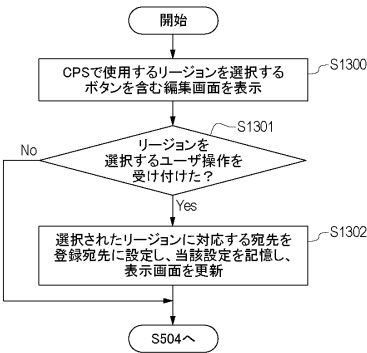 開始
S1300
CPSで使用するリージョンを選択する
ボタンを含む編集画面を表示
S1301
リージョンを
選択するユーザ操作を
受け付けた？
No
Yes
S1302
選択されたリージョンに対応する宛先を
登録宛先に設定し、当該設定を記憶し、
表示画面を更新
S504へ